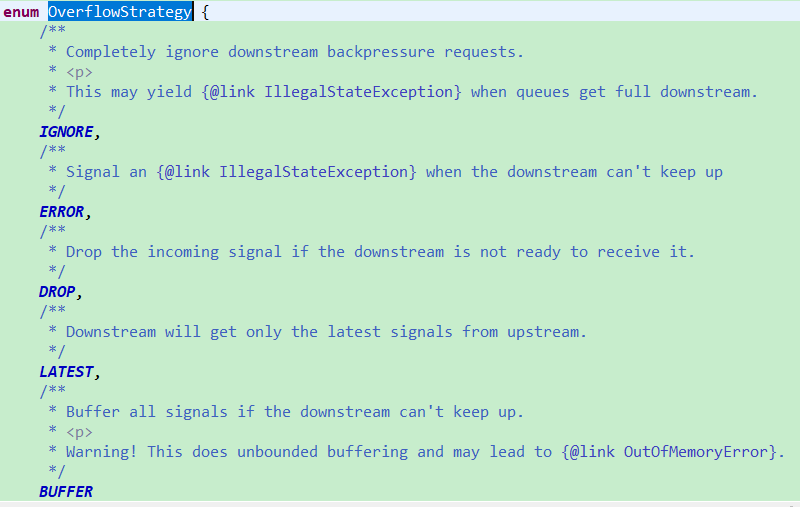 enum OverflowStrategy {
/**
* Completely ignore downstream backpressure requests.
* <p>
* This may yield {@link IllegalStateException} when queues get full downstream.
*/
IGNORE,
/**
* Signal an {@link IllegalStateException} when the downstream can't keep up
*/
ERROR,
/**
* Drop the incoming signal if the downstream is not ready to receive it.
*/
DROP,
/**
* Downstream will get only the latest signals from upstream.
*/
LATEST,
/**
* Buffer all signals if the downstream can't keep up.
* <p>
* Warning! This does unbounded buffering and may lead to {@link OutOfMemoryError}.
*/
BUFFER